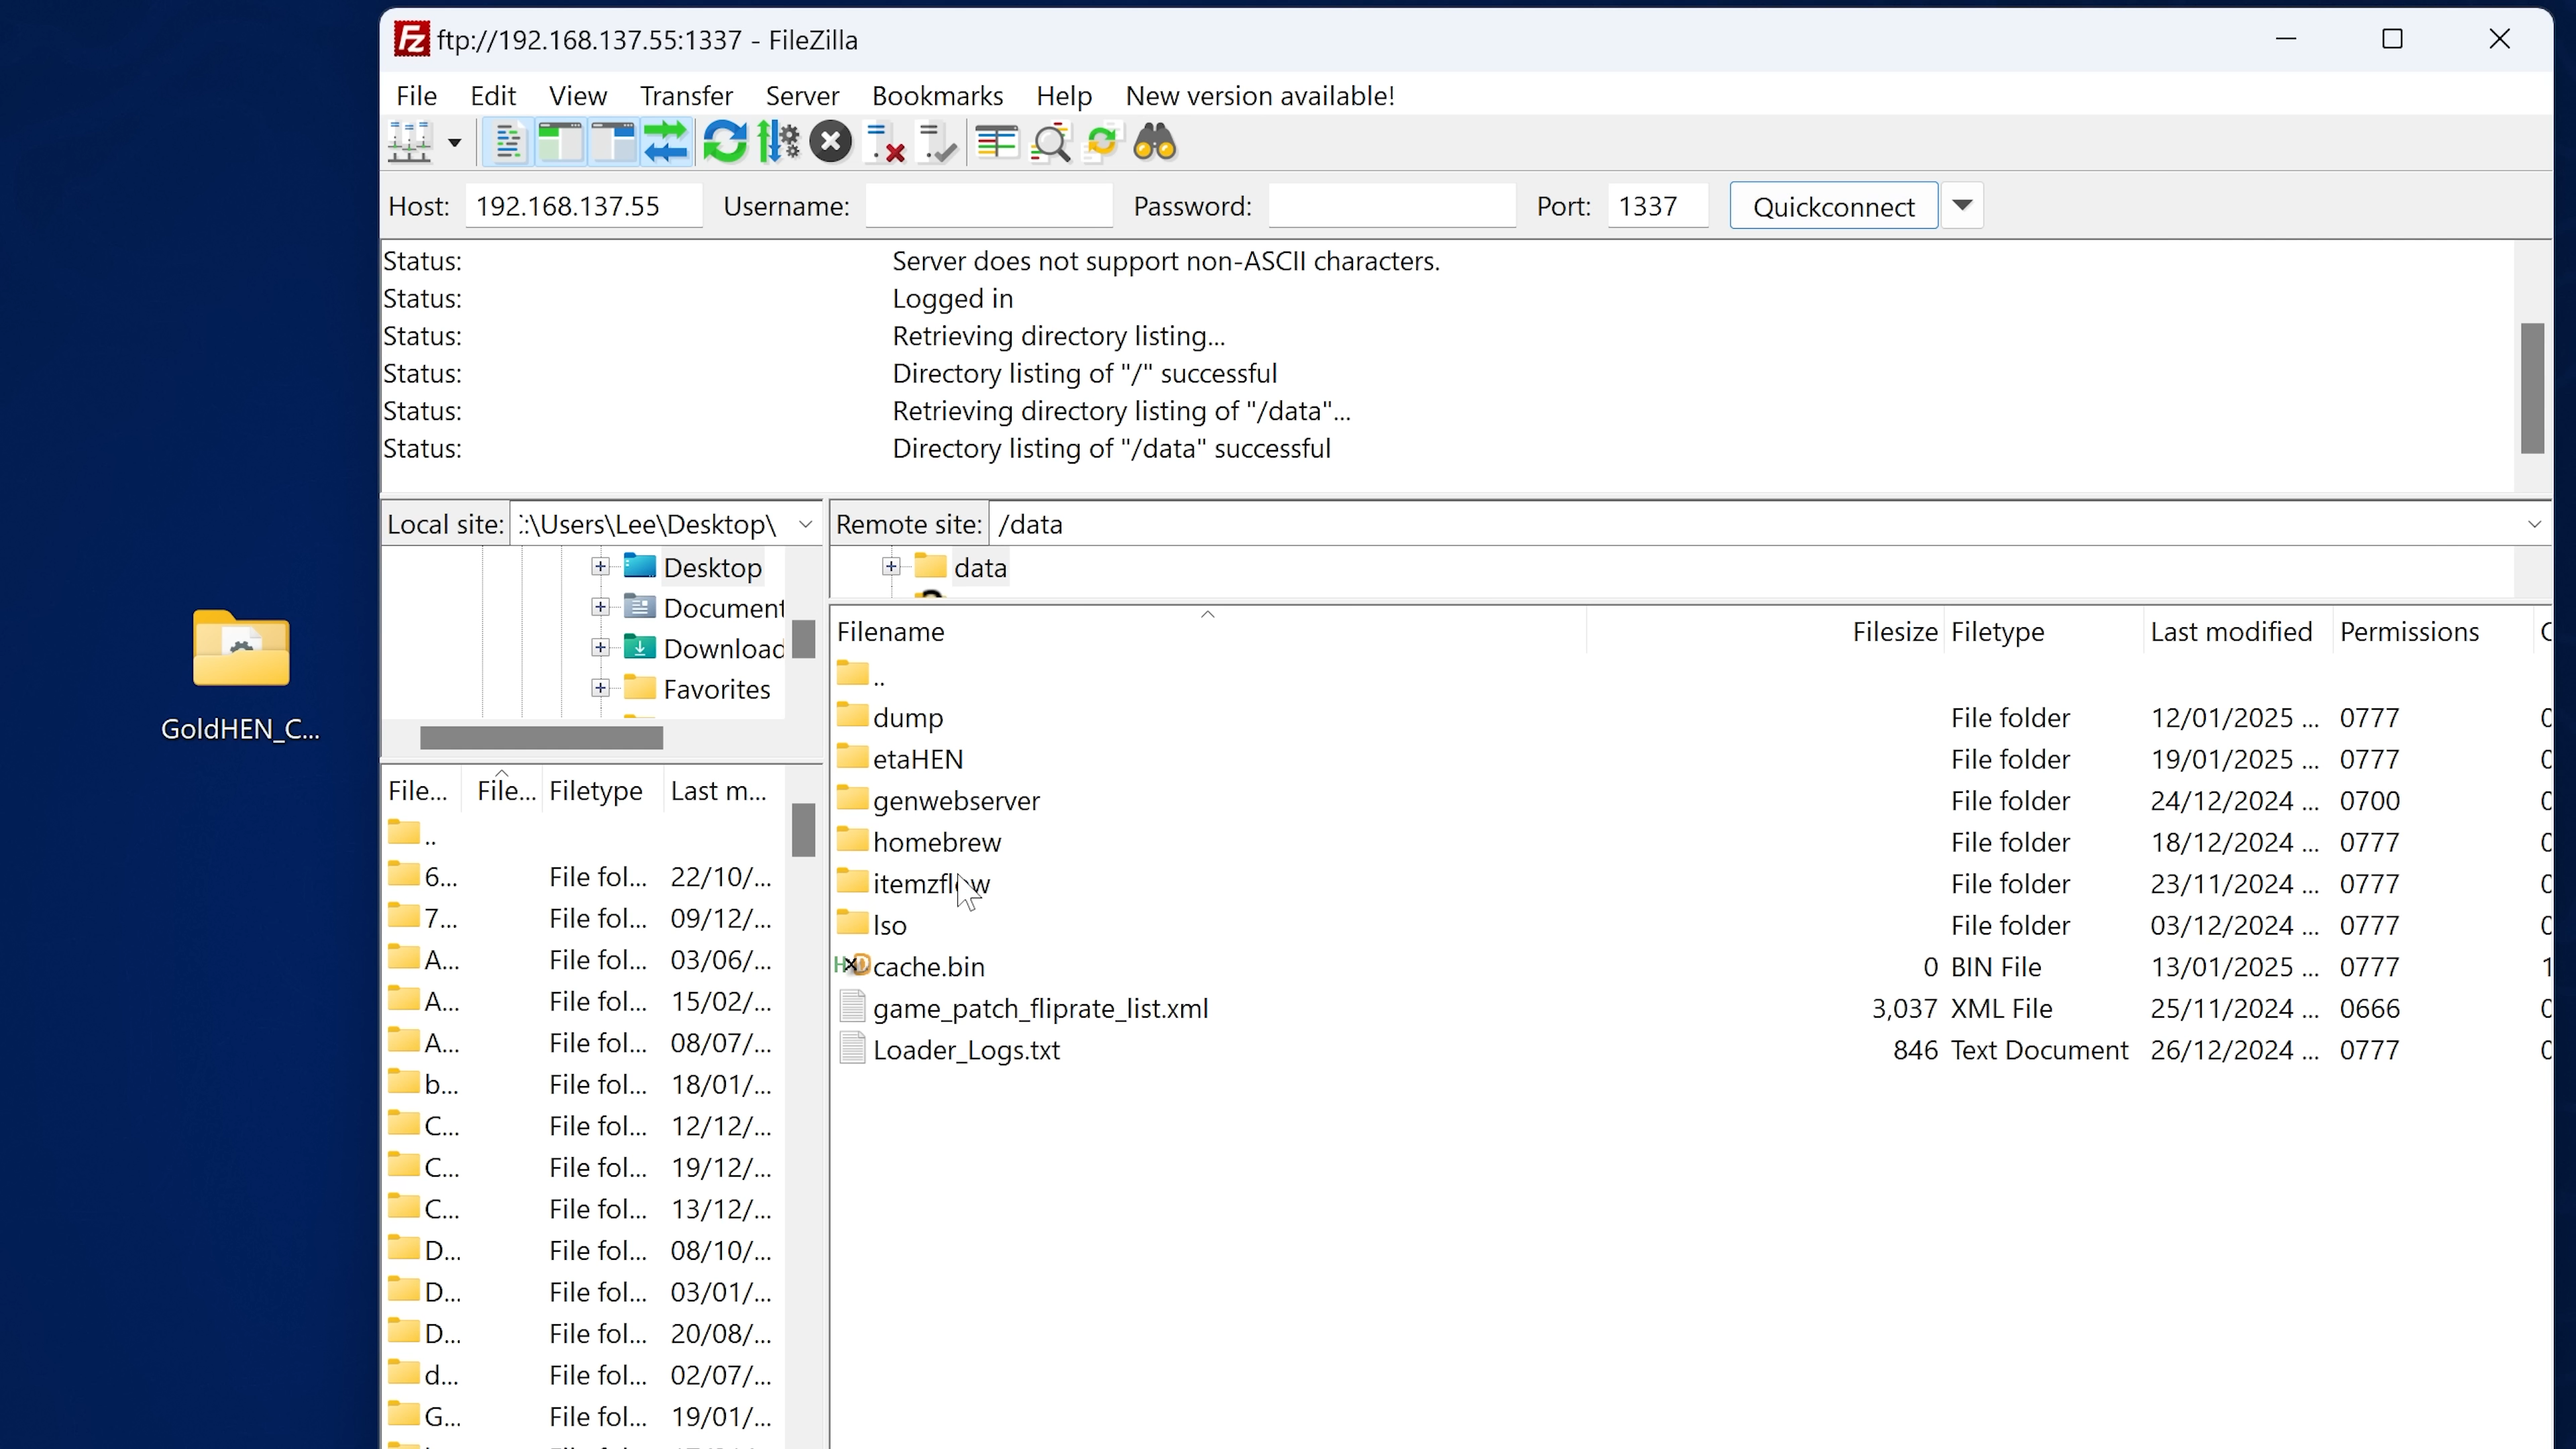 ftp://192.168.137.55:1337 - FileZilla
File Edit View Transfer Server Bookmarks Help New version available!
Host: 192.168.137.55 Username: Password: Port: 1337 Quickconnect
Status: Server does not support non-ASCII characters.
Status: Logged in
Status: Retrieving directory listing...
Status: Directory listing of "/" successful
Status: Retrieving directory listing of "/data"...
Status: Directory listing of "/data" successful
Local site: :\Users\Lee\Desktop\
Desktop
Document
Download
Favorites
File... File... Filetype Last m...
..
6... File fol... 22/10/...
7... File fol... 09/12/...
A... File fol... 03/06/...
A... File fol... 15/02/...
A... File fol... 08/07/...
b... File fol... 18/01/...
C... File fol... 12/12/...
C... File fol... 19/12/...
C... File fol... 13/12/...
D... File fol... 08/10/...
D... File fol... 03/01/...
D... File fol... 20/08/...
d... File fol... 02/07/...
G... File fol... 19/01/...
Remote site: /data
data
Filename Filesize Filetype Last modified Permissions
..
dump File folder 12/01/2025 ... 0777
etaHEN File folder 19/01/2025 ... 0777
genwebserver File folder 24/12/2024 ... 0700
homebrew File folder 18/12/2024 ... 0777
itemzflow File folder 23/11/2024 ... 0777
lso File folder 03/12/2024 ... 0777
cache.bin 0 BIN File 13/01/2025 ... 0777
game_patch_fliprate_list.xml 3,037 XML File 25/11/2024 ... 0666
Loader_Logs.txt 846 Text Document 26/12/2024 ... 0777
GoldHEN_C...